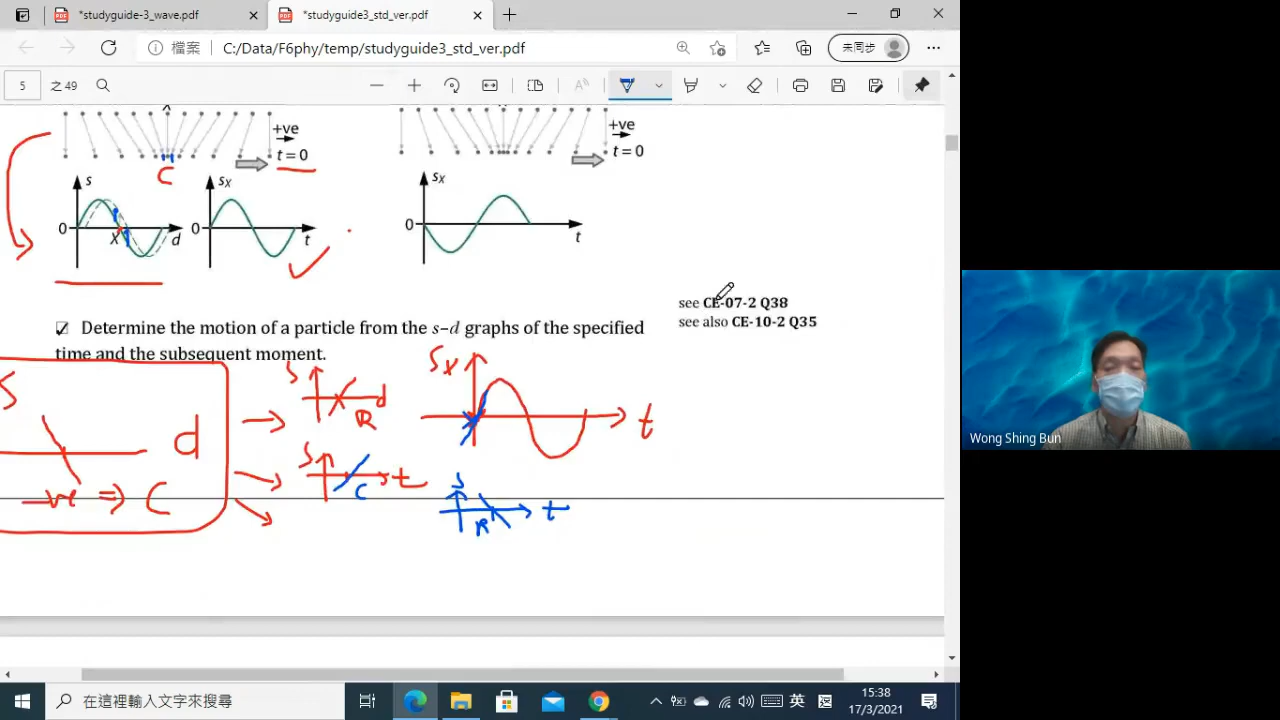 *studyguide-3_wave.pdf
*studyguide3_std_ver.pdf
檔案
C:/Data/F6phy/temp/studyguide3_std_ver.pdf
未同步
5
之 49
+ve
t = 0
C
s
0
X
d
sX
0
t
+ve
t = 0
sX
0
t
see CE-07-2 Q38
see also CE-10-2 Q35
Determine the motion of a particle from the s–d graphs of the specified
time and the subsequent moment.
S
d
-ve ⇒ C
S
d
R
S
t
C
Sx
t
S
t
R
Wong Shing Bun
在這裡輸入文字來搜尋
英
15:38
17/3/2021